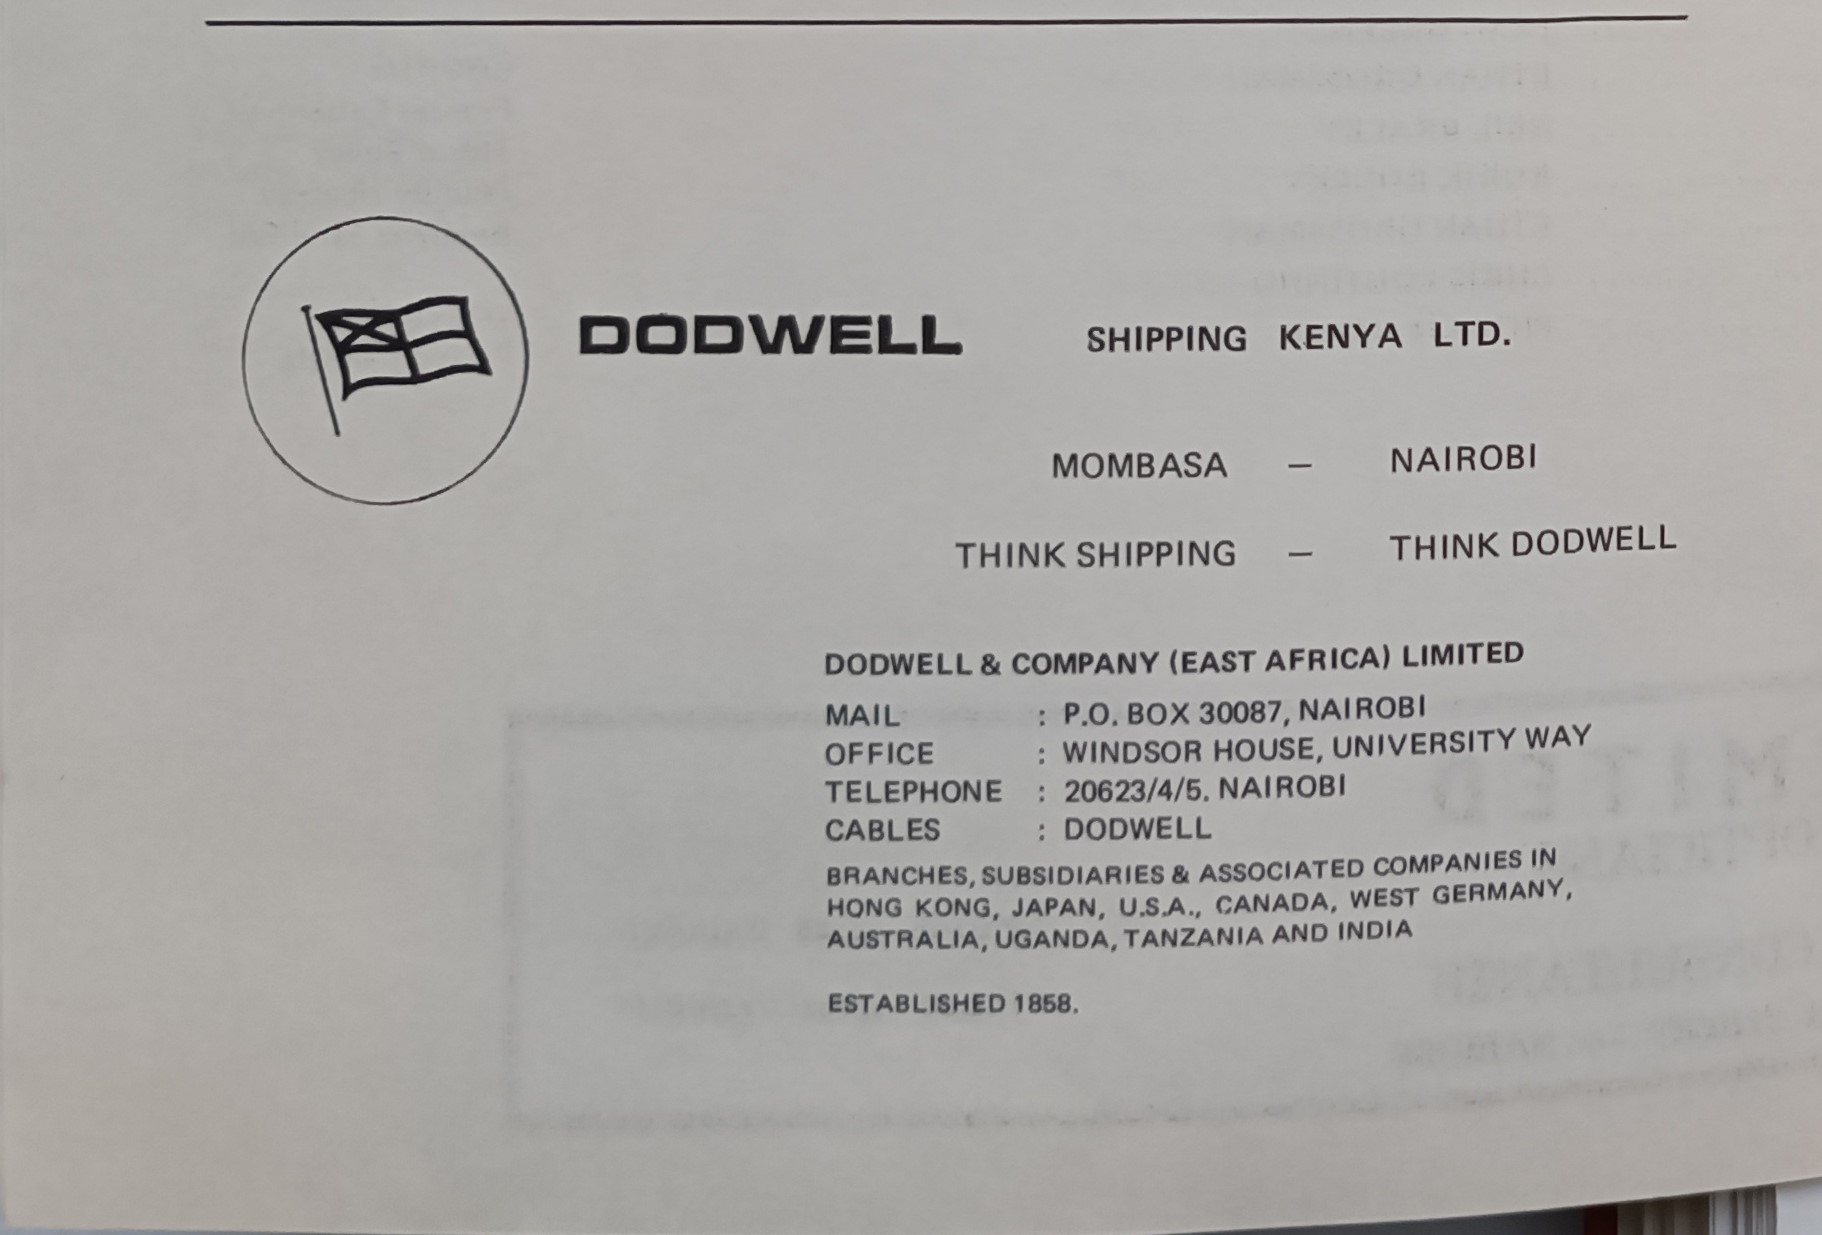 DODWELL SHIPPING KENYA LTD.
MOMBASA – NAIROBI
THINK SHIPPING – THINK DODWELL
DODWELL & COMPANY (EAST AFRICA) LIMITED
MAIL : P.O. BOX 30087, NAIROBI
OFFICE : WINDSOR HOUSE, UNIVERSITY WAY
TELEPHONE : 20623/4/5. NAIROBI
CABLES : DODWELL
BRANCHES, SUBSIDIARIES & ASSOCIATED COMPANIES IN
HONG KONG, JAPAN, U.S.A., CANADA, WEST GERMANY,
AUSTRALIA, UGANDA, TANZANIA AND INDIA
ESTABLISHED 1858.